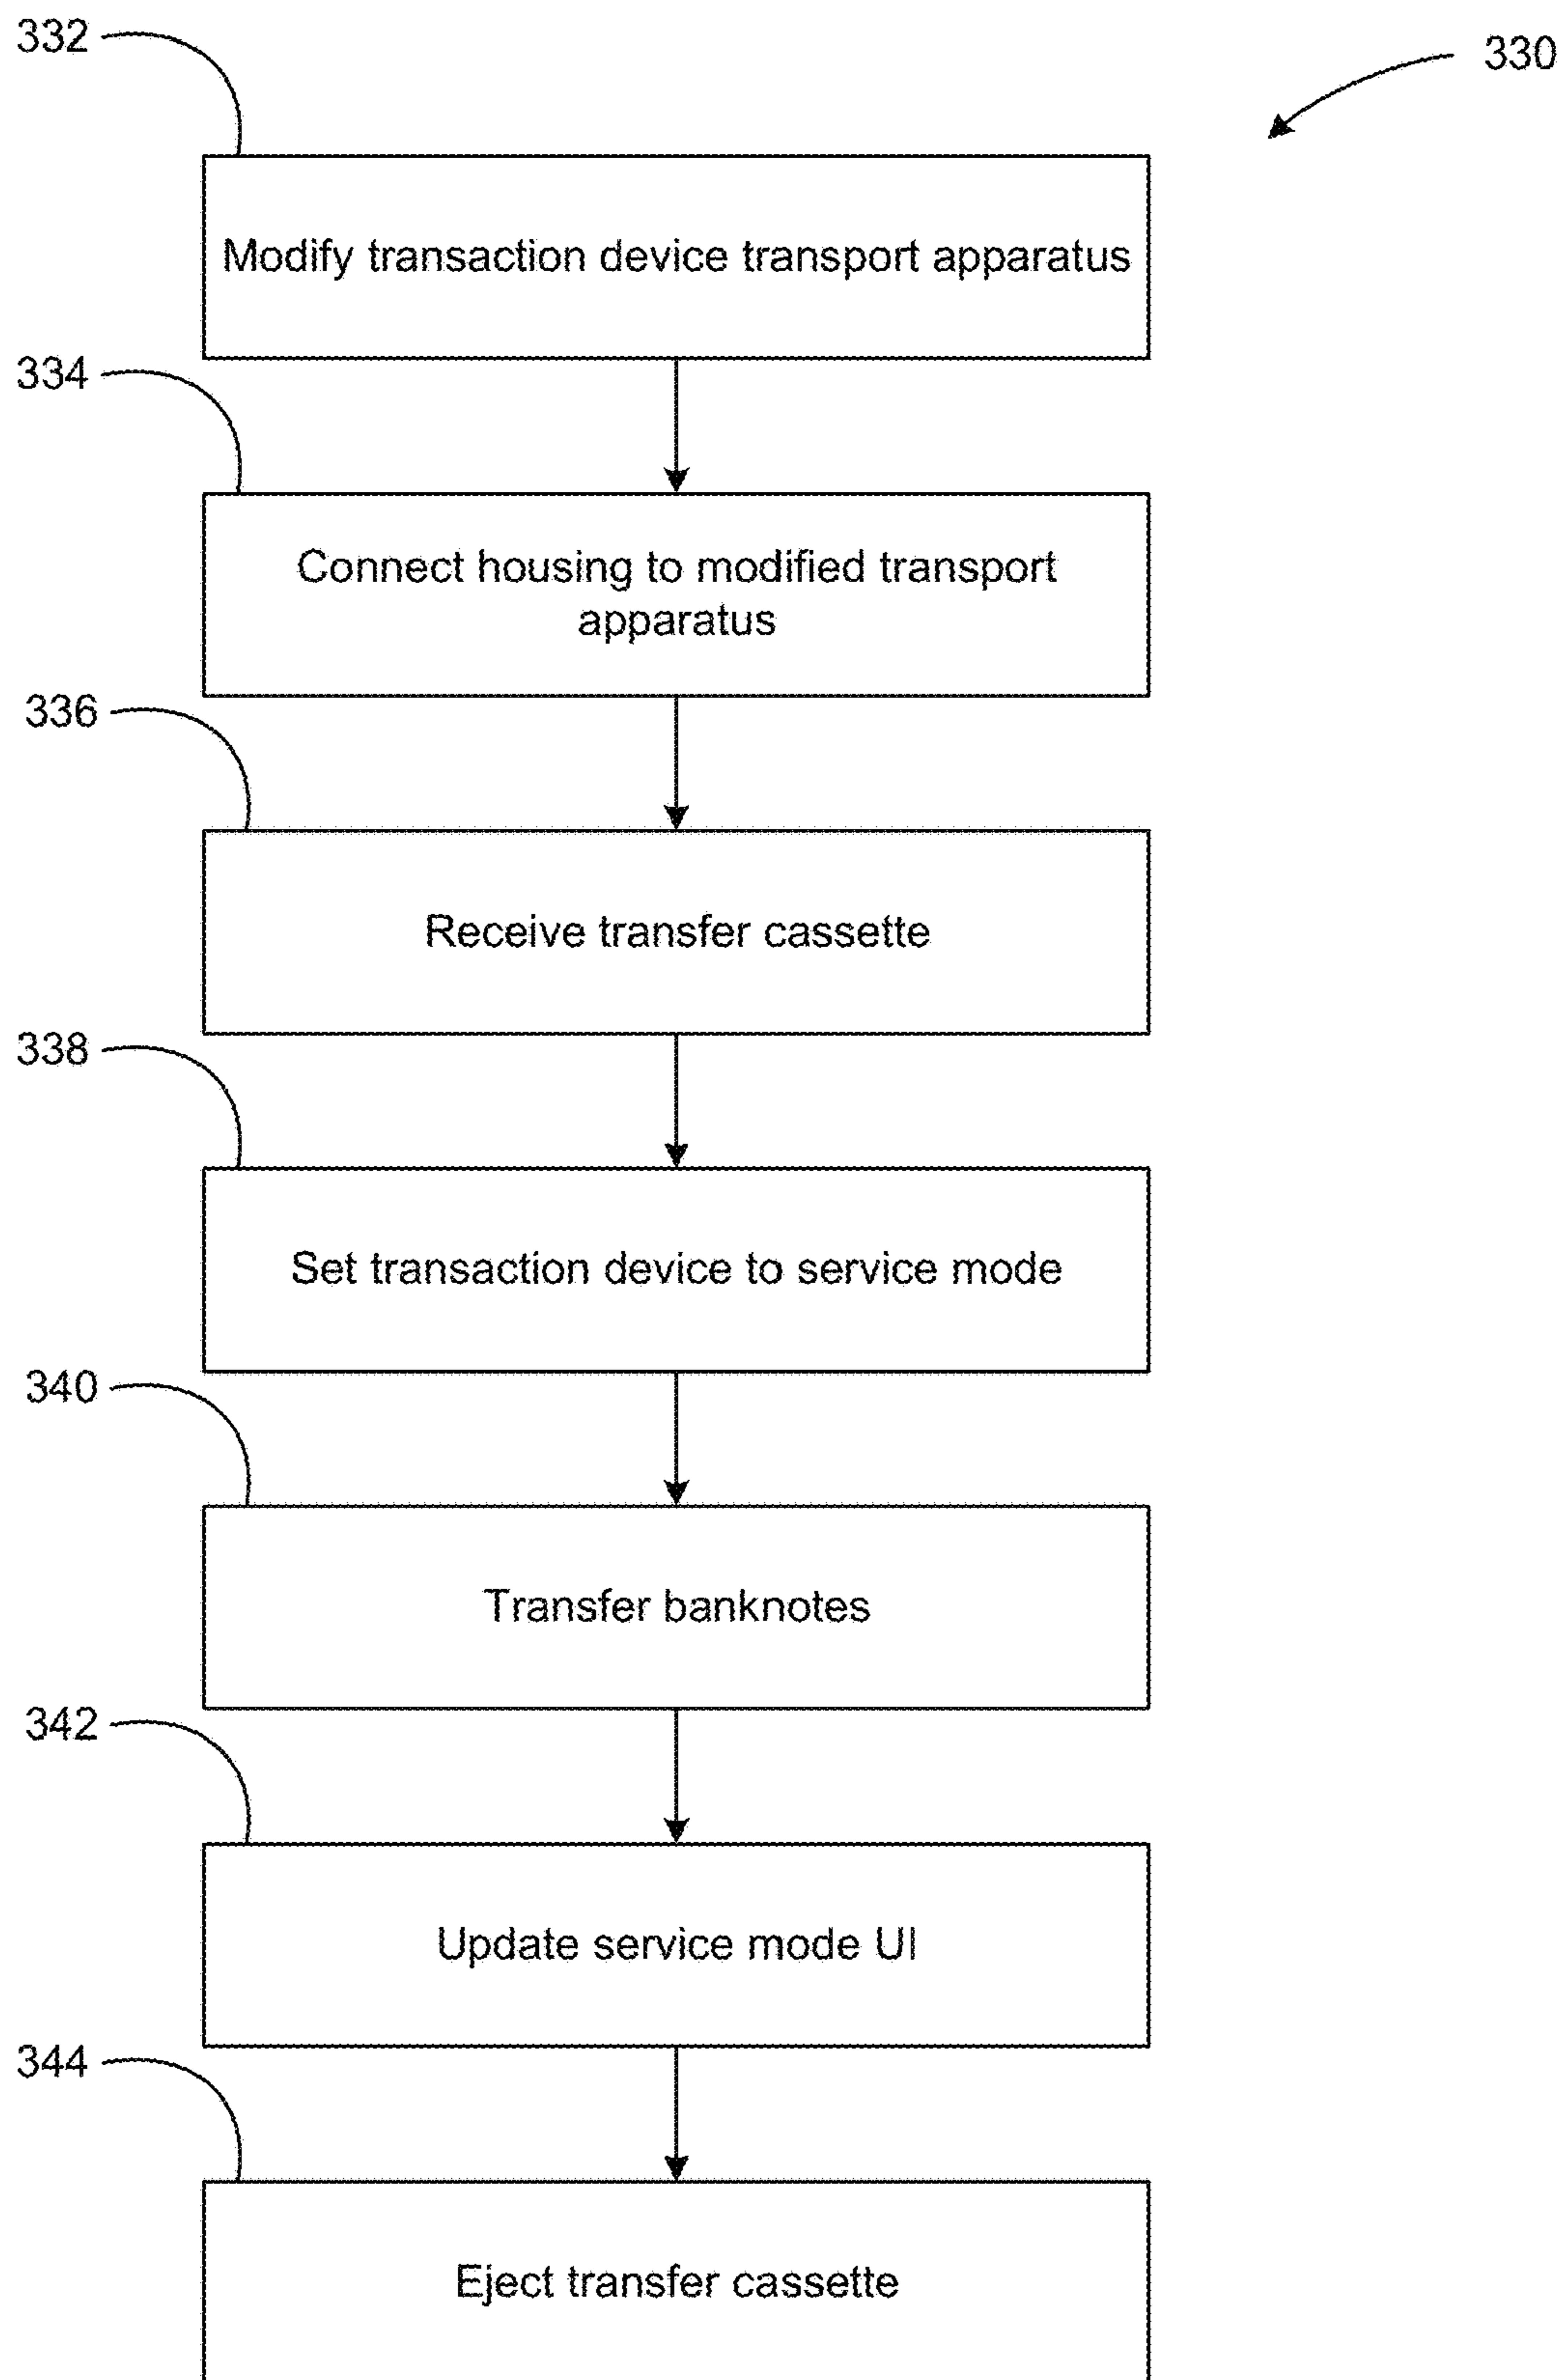 332
330
Modify transaction device transport apparatus
334
Connect housing to modified transport
apparatus
336
Receive transfer cassette
338
Set transaction device to service mode
340
Transfer banknotes
342
Update service mode UI
344
Eject transfer cassette